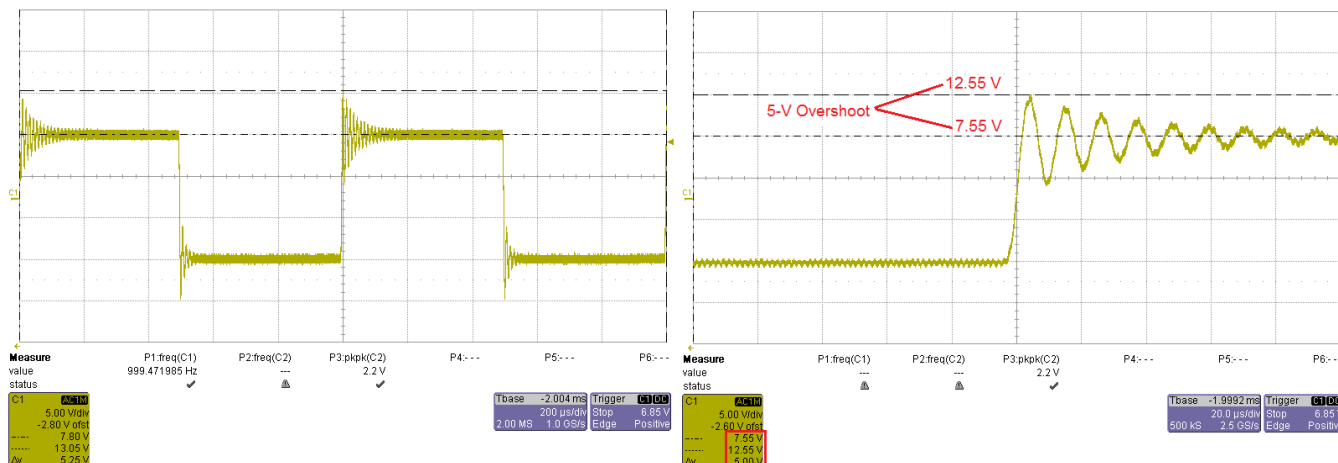 12.55 V
5-V Overshoot
7.55 V
C1
C1
Measure P1:freq(C1) P2:freq(C2) P3:pkpk(C2) P4:--- P5:--- P6:---
value 999.471985 Hz --- 2.2 V
status
C1 AC1M
5.00 V/div
-2.80 V ofst
7.80 V
13.05 V
Δy 5.25 V
Tbase -2.004 ms
200 µs/div
2.00 MS 1.0 GS/s
Trigger C1 DC
Stop 6.85 V
Edge Positive
Measure P1:freq(C1) P2:freq(C2) P3:pkpk(C2) P4:--- P5:--- P6:---
value --- --- 2.2 V
status
C1 AC1M
5.00 V/div
-2.60 V ofst
7.55 V
12.55 V
Δy 5.00 V
Tbase -1.9992 ms
20.0 µs/div
500 kS 2.5 GS/s
Trigger C1 DC
Stop 6.85 V
Edge Positive